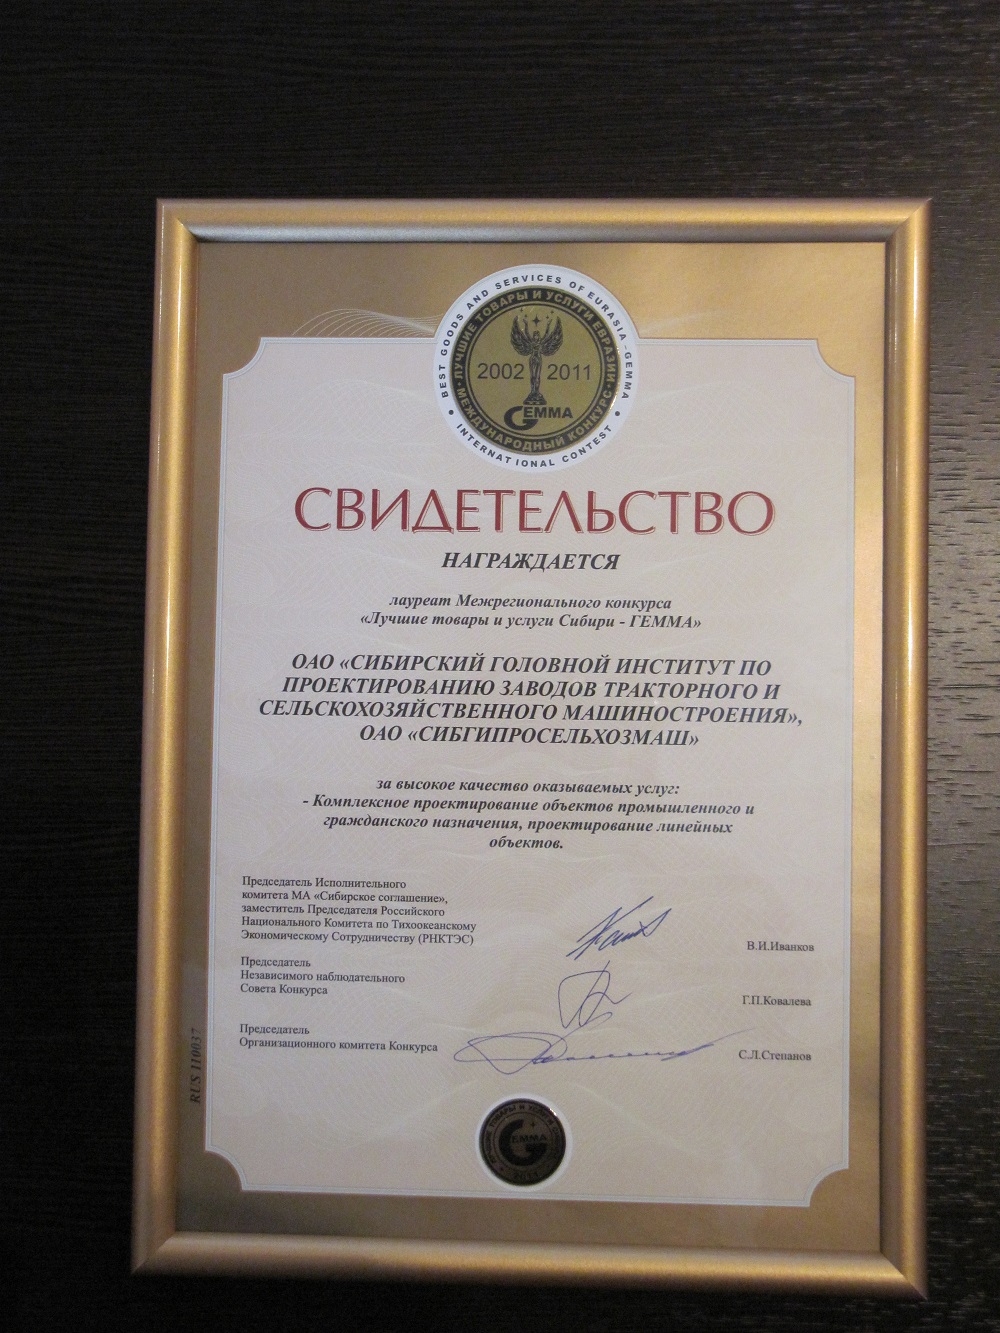 BEST GOODS AND SERVICES OF EURASIA - GEMMA
ЛУЧШИЕ ТОВАРЫ И УСЛУГИ ЕВРАЗИИ
2002 2011
GEMMA
МЕЖДУНАРОДНЫЙ КОНКУРС
INTERNATIONAL CONTEST
СВИДЕТЕЛЬСТВО
НАГРАЖДАЕТСЯ
лауреат Межрегионального конкурса
«Лучшие товары и услуги Сибири - ГЕММА»
ОАО «СИБИРСКИЙ ГОЛОВНОЙ ИНСТИТУТ ПО
ПРОЕКТИРОВАНИЮ ЗАВОДОВ ТРАКТОРНОГО И
СЕЛЬСКОХОЗЯЙСТВЕННОГО МАШИНОСТРОЕНИЯ»,
ОАО «СИБГИПРОСЕЛЬХОЗМАШ»
за высокое качество оказываемых услуг:
- Комплексное проектирование объектов промышленного и
гражданского назначения, проектирование линейных
объектов.
Председатель Исполнительного
комитета МА «Сибирское соглашение»,
заместитель Председателя Российского
Национального Комитета по Тихоокеанскому
Экономическому Сотрудничеству (РНКТЭС)
В.И.Иванков
Председатель
Независимого наблюдательного
Совета Конкурса
Г.П.Ковалева
Председатель
Организационного комитета Конкурса
С.Л.Степанов
RUS 110037
ЛУЧШИЕ ТОВАРЫ И УСЛУГИ
GEMMA